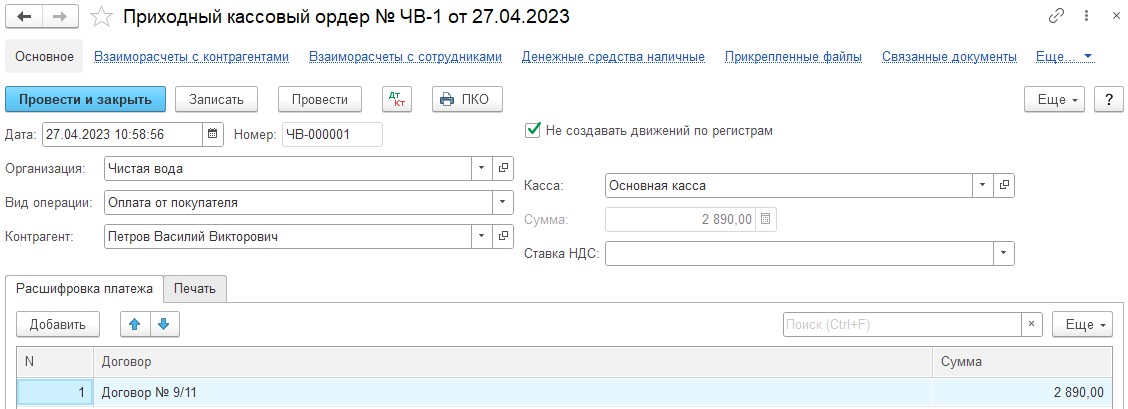 Приходный кассовый ордер № ЧВ-1 от 27.04.2023
Основное Взаиморасчеты с контрагентами Взаиморасчеты с сотрудниками Денежные средства наличные Прикрепленные файлы Связанные документы Еще...
Провести и закрыть Записать Провести Дт Кт ПКО Еще ?
Дата: 27.04.2023 10:58:56 Номер: ЧВ-000001 Не создавать движений по регистрам
Организация: Чистая вода Касса: Основная касса
Вид операции: Оплата от покупателя Сумма: 2 890,00
Контрагент: Петров Василий Викторович Ставка НДС:
Расшифровка платежа Печать
Добавить Поиск (Ctrl+F) × Еще
N Договор Сумма
1 Договор № 9/11 2 890,00